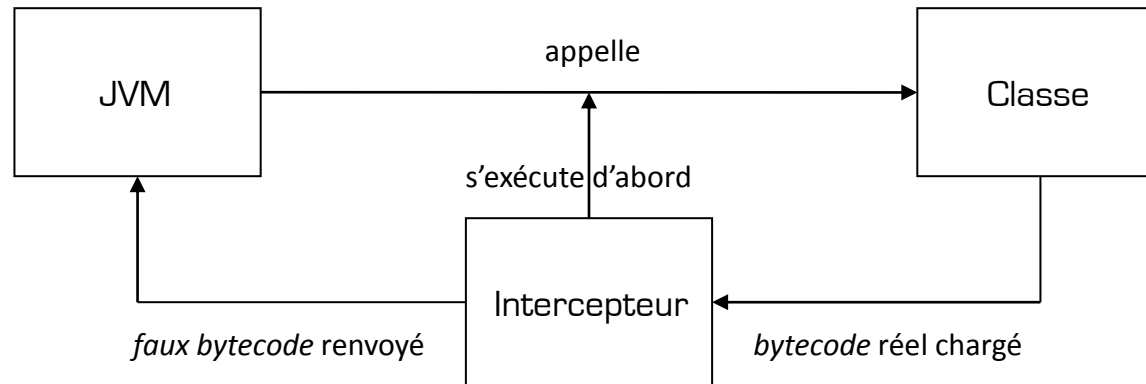 appelle
JVM
Classe
s'exécute d'abord
Intercepteur
faux bytecode renvoyé
bytecode réel chargé